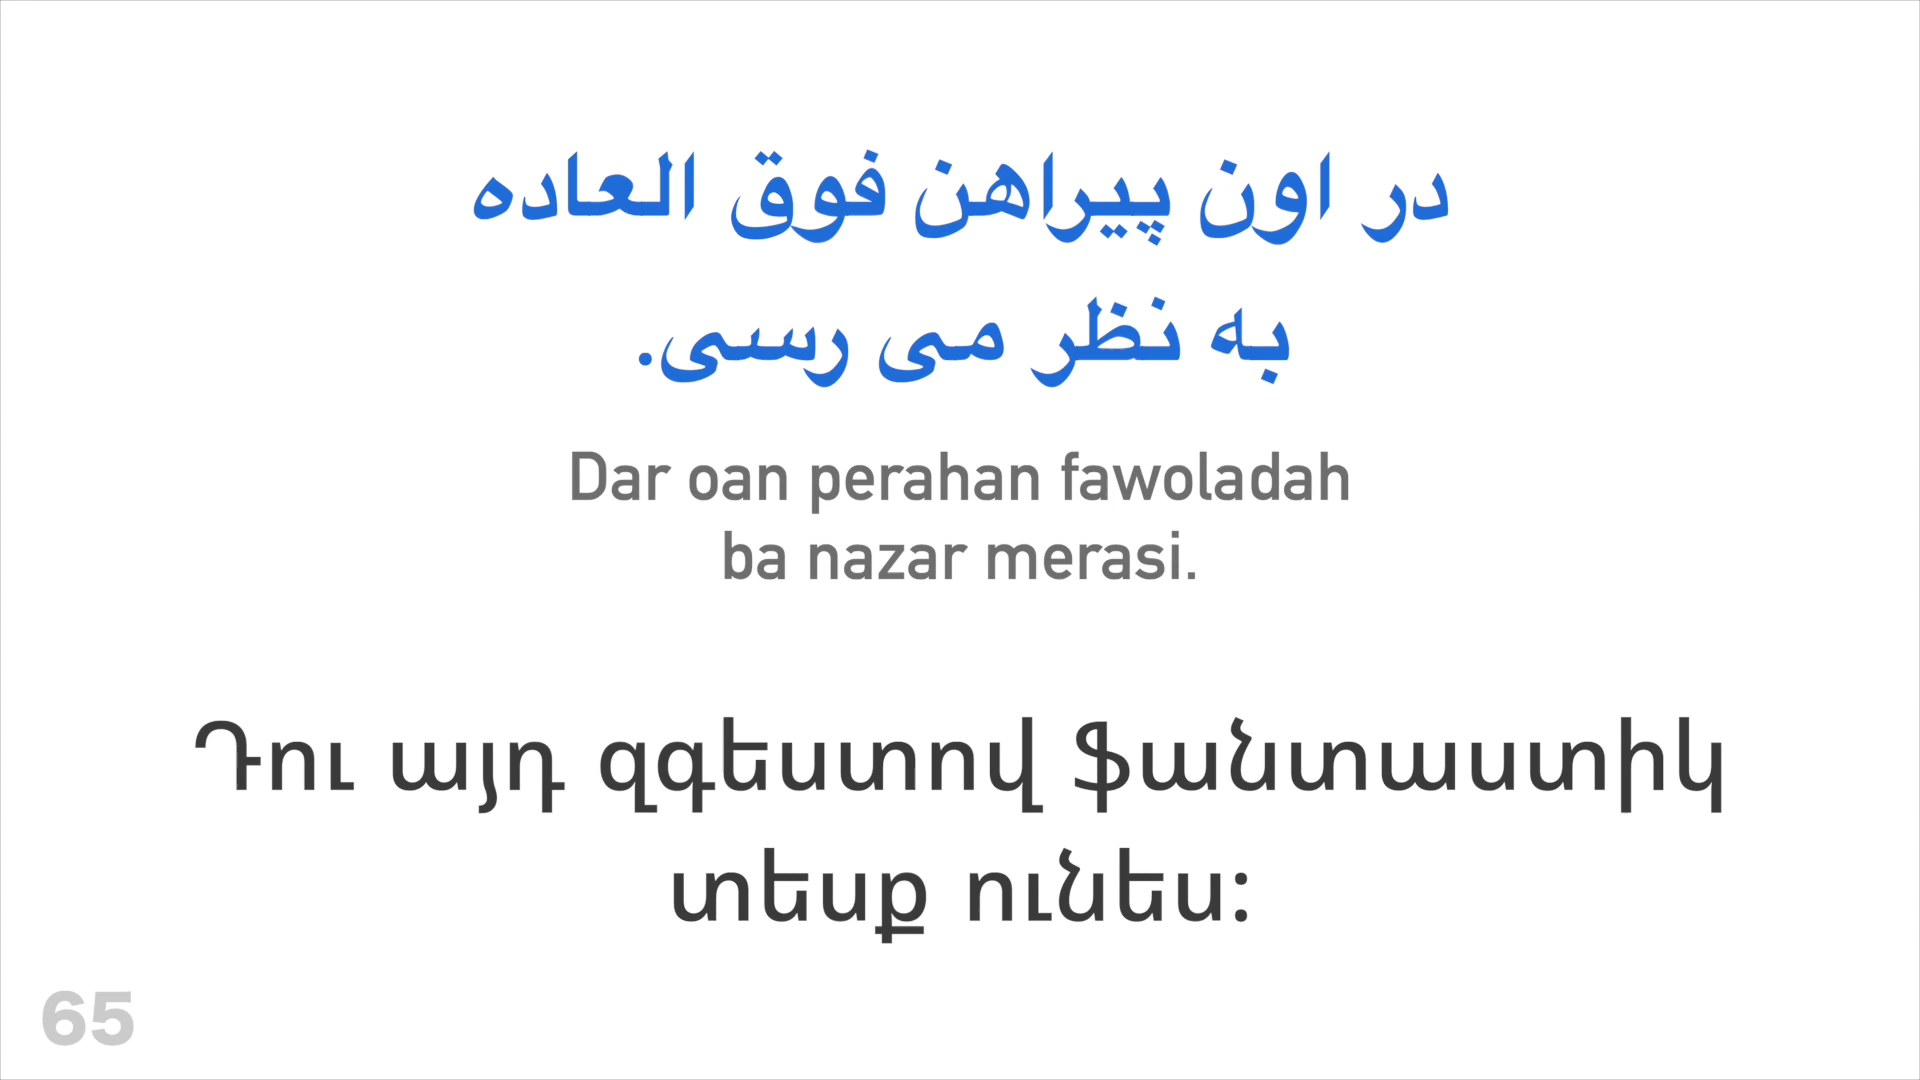 در اون پیراهن فوق العاده
به نظر می رسی.
Dar oan perahan fawoladah
ba nazar merasi.
Դու այդ զգեստով ֆանտաստիկ
տեսք ունես:
65